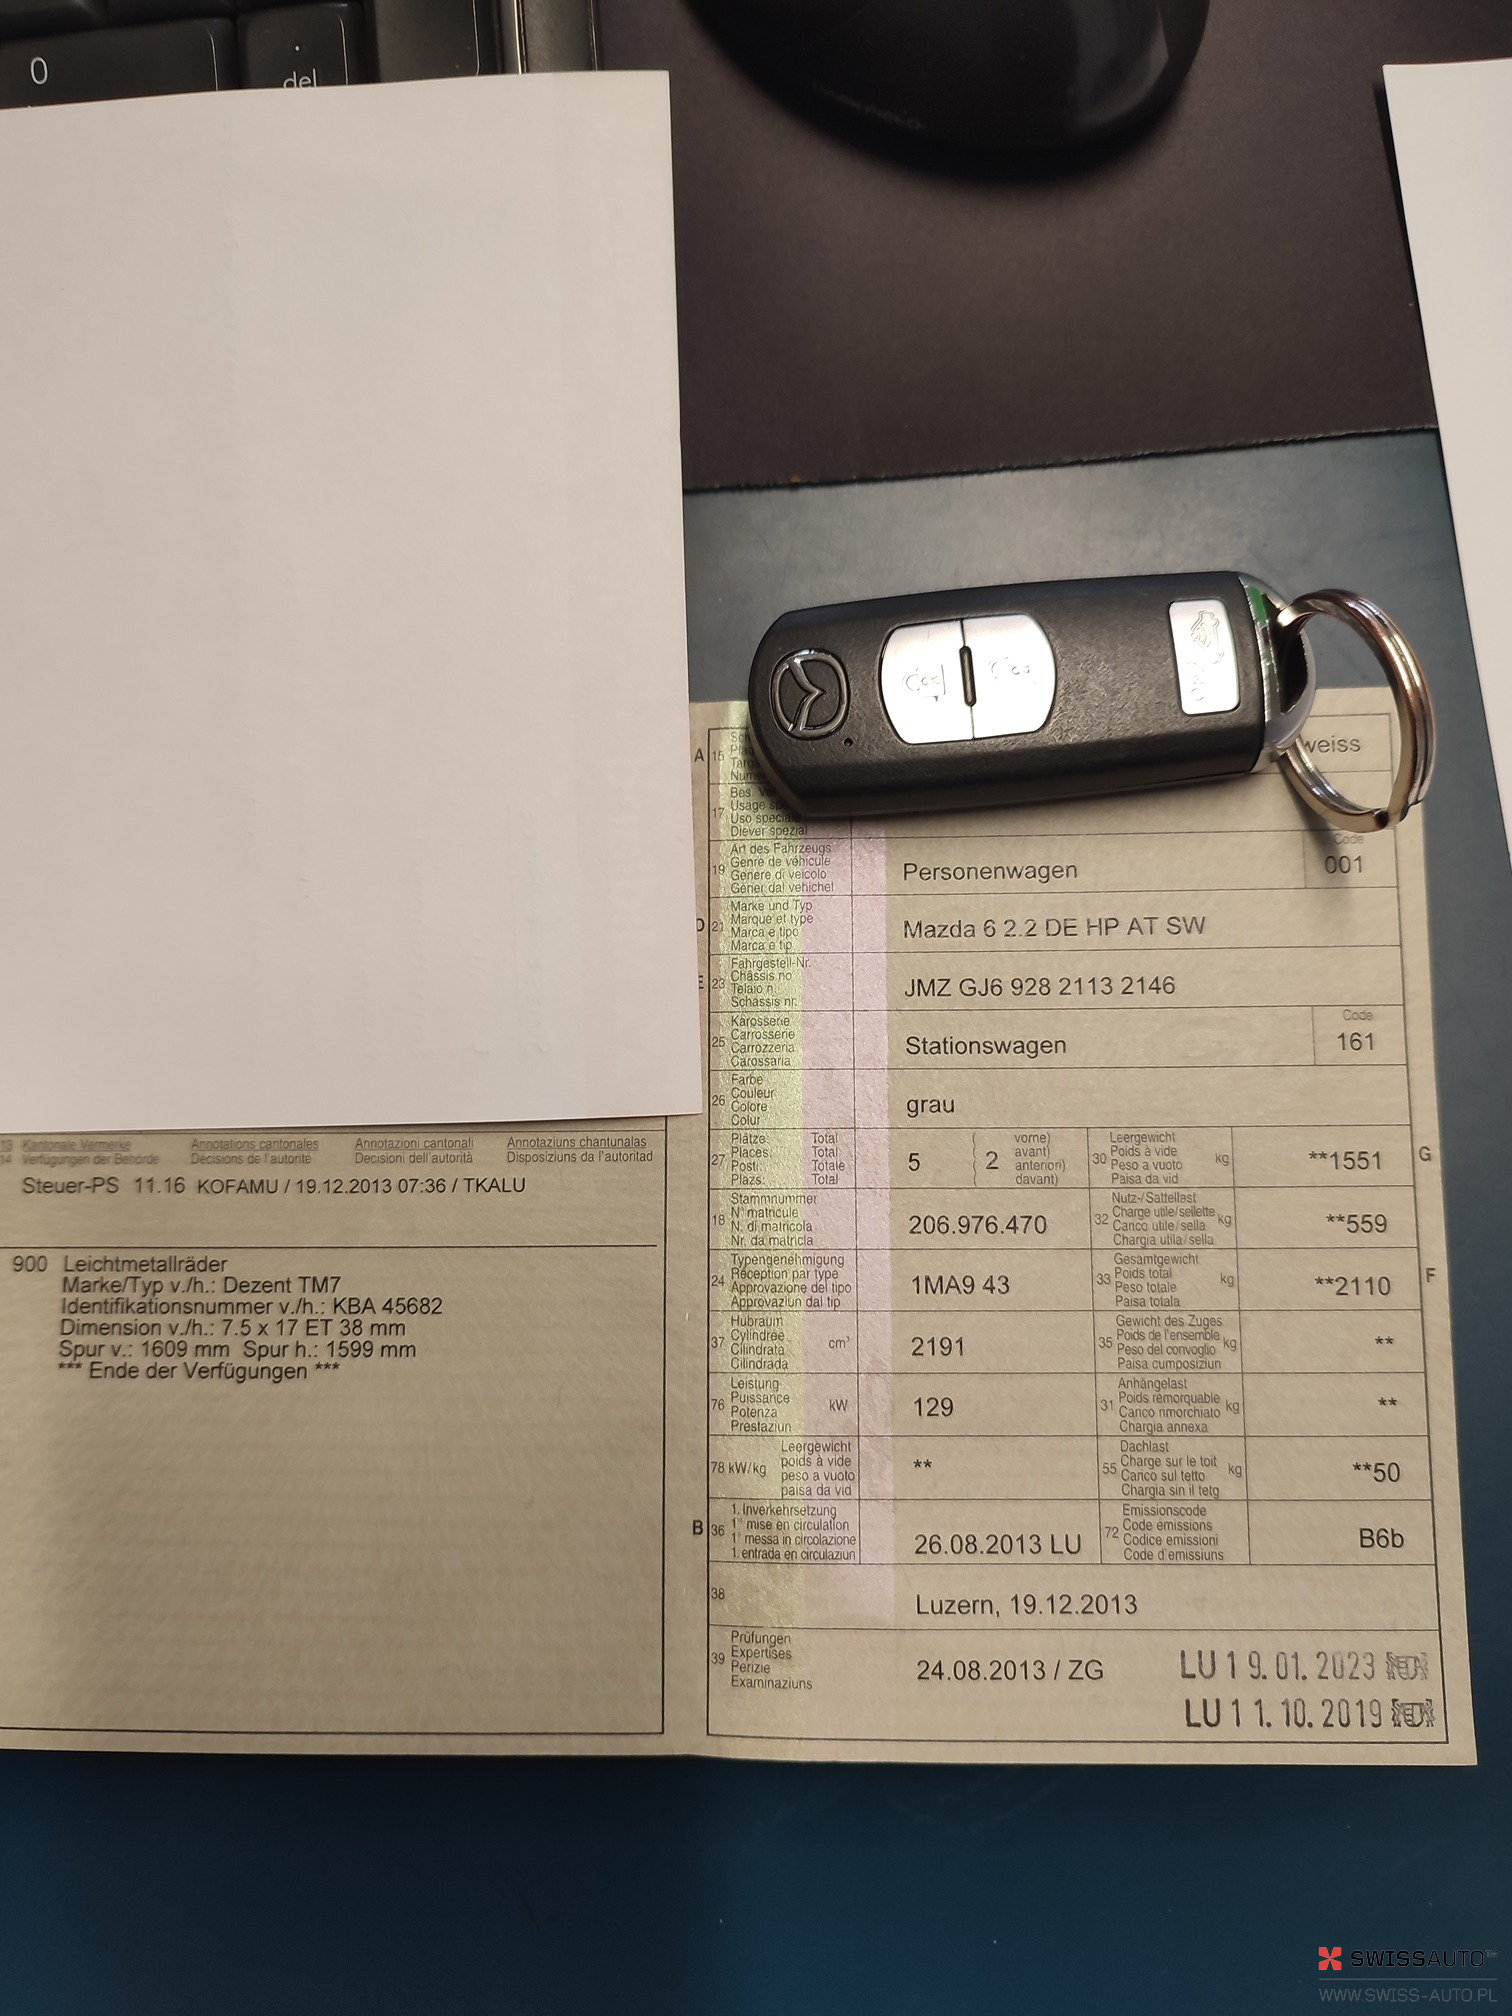 0
.
del
13 Kantonale Vermerke Annotations cantonales Annotazioni cantonali Annotaziuns chantunalas
14 Verfügungen der Behörde Décisions de l'autorité Decisioni dell'autorità Disposiziuns da l'autoritad
Steuer-PS 11.16 KOFAMU / 19.12.2013 07:36 / TKALU
900 Leichtmetallräder
Marke/Typ v./h.: Dezent TM7
Identifikationsnummer v./h.: KBA 45682
Dimension v./h.: 7.5 x 17 ET 38 mm
Spur v.: 1609 mm Spur h.: 1599 mm
*** Ende der Verfügungen ***
A 15
weiss
17 Bes.
Usage
Uso speciale
Diever spezial
19 Art des Fahrzeugs
Genre de véhicule
Genere di veicolo
Gener dal vehichel
Personenwagen
Code
001
D 21 Marke und Typ
Marque et type
Marca e tipo
Marca e tip
Mazda 6 2.2 DE HP AT SW
E 23 Fahrgestell-Nr.
Châssis no
Telaio n.
Schassis nr.
JMZ GJ6 928 2113 2146
25 Karosserie
Carrosserie
Carrozzeria
Carossaria
Stationswagen
Code
161
26 Farbe
Couleur
Colore
Colur
grau
27 Plätze: Total
Places: Total
Posti: Totale
Plazs: Total
5 ( 2 vorne)
avant)
anteriori)
davant)
30 Leergewicht
Poids à vide
Peso a vuoto
Paisa da vid
kg **1551 G
18 Stammnummer
N° matricule
N. di matricola
Nr. da matricla
206.976.470
32 Nutz-/Sattellast
Charge utile/sellette
Carico utile/sella
Chargia utila/sella
kg **559
24 Typengenehmigung
Réception par type
Approvazione del tipo
Approvaziun dal tip
1MA9 43
33 Gesamtgewicht
Poids total
Peso totale
Paisa totala
kg **2110 F
37 Hubraum
Cylindrée
Cilindrata
Cilindrada
cm³ 2191
35 Gewicht des Zuges
Poids de l'ensemble
Peso del convoglio
Paisa cumposiziun
kg **
76 Leistung
Puissance
Potenza
Prestaziun
kW 129
31 Anhängelast
Poids remorquable
Carico rimorchiato
Chargia annexa
kg **
78 kW/kg Leergewicht
poids à vide
peso a vuoto
paisa da vid
**
55 Dachlast
Charge sur le toit
Carico sul tetto
Chargia sin il tetg
kg **50
B 36 1. Inverkehrsetzung
1° mise en circulation
1° messa in circolazione
1. entrada en circulaziun
26.08.2013 LU
72 Emissionscode
Code émissions
Codice emissioni
Code d'emissiuns
B6b
38 Luzern, 19.12.2013
39 Prüfungen
Expertises
Perizie
Examinaziuns
24.08.2013 / ZG LU 1 9. 01. 2023
LU 1 1. 10. 2019
SWISSAUTO
WWW.SWISS-AUTO.PL